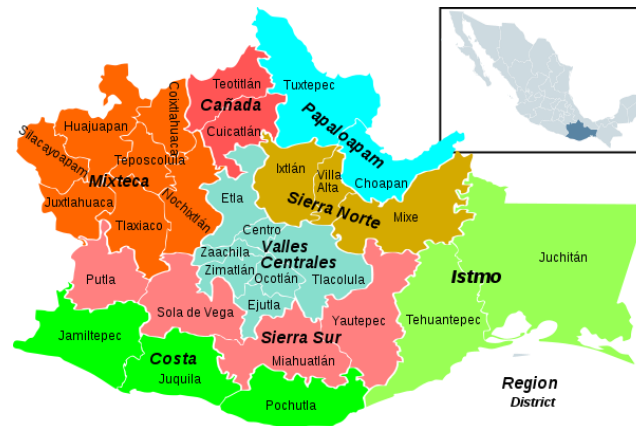 Teotitlán
Cañada
Cuicatlán
Tuxtepec
Papaloapam
Choapan
Coixtlahuaca
Huajuapan
Silacayoapam
Teposcolula
Mixteca
Juxtlahuaca
Nochixtlán
Tlaxiaco
Ixtlán
Villa
Alta
Sierra Norte
Mixe
Etla
Centro
Valles
Centrales
Zaachila
Zimatlán
Ocotlán
Tlacolula
Ejutla
Putla
Sola de Vega
Yautepec
Sierra Sur
Miahuatlán
Istmo
Juchitán
Tehuantepec
Jamiltepec
Costa
Juquila
Pochutla
Region
District